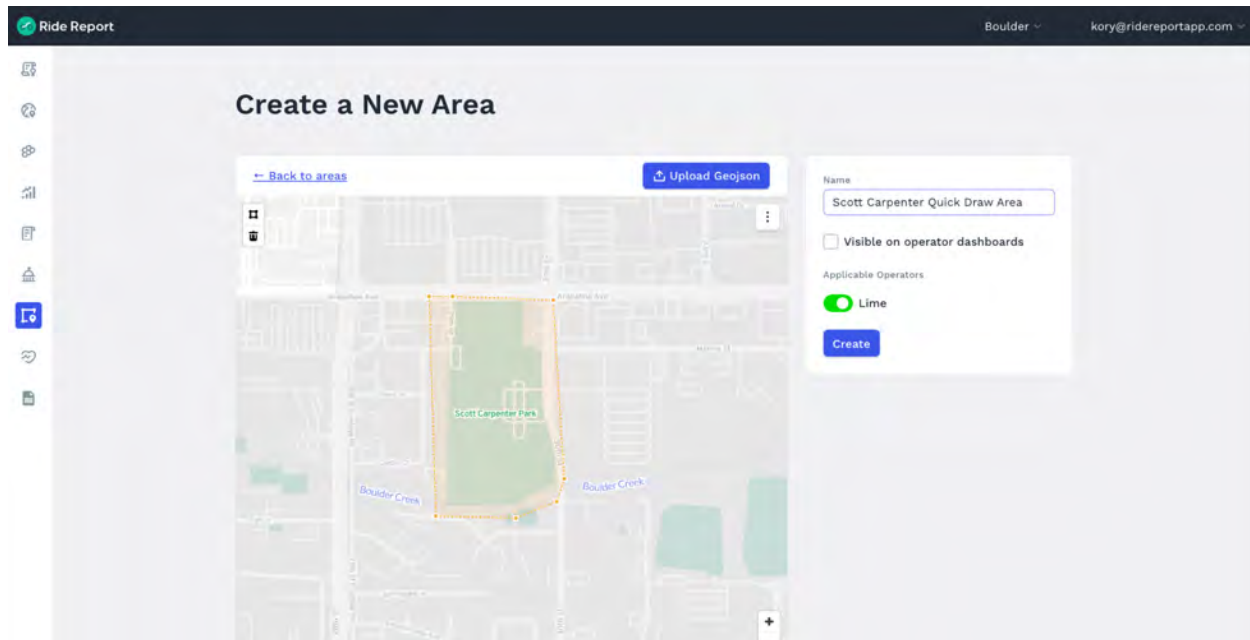 Ride Report
Boulder
kory@ridereportapp.com
Create a New Area
← Back to areas
Upload Geojson
Name
Scott Carpenter Quick Draw Area
Visible on operator dashboards
Applicable Operators
Lime
Create
Arapahoe Ave
Arapahoe Ave
Marine St
Scott Carpenter Park
Boulder Creek
Boulder Creek